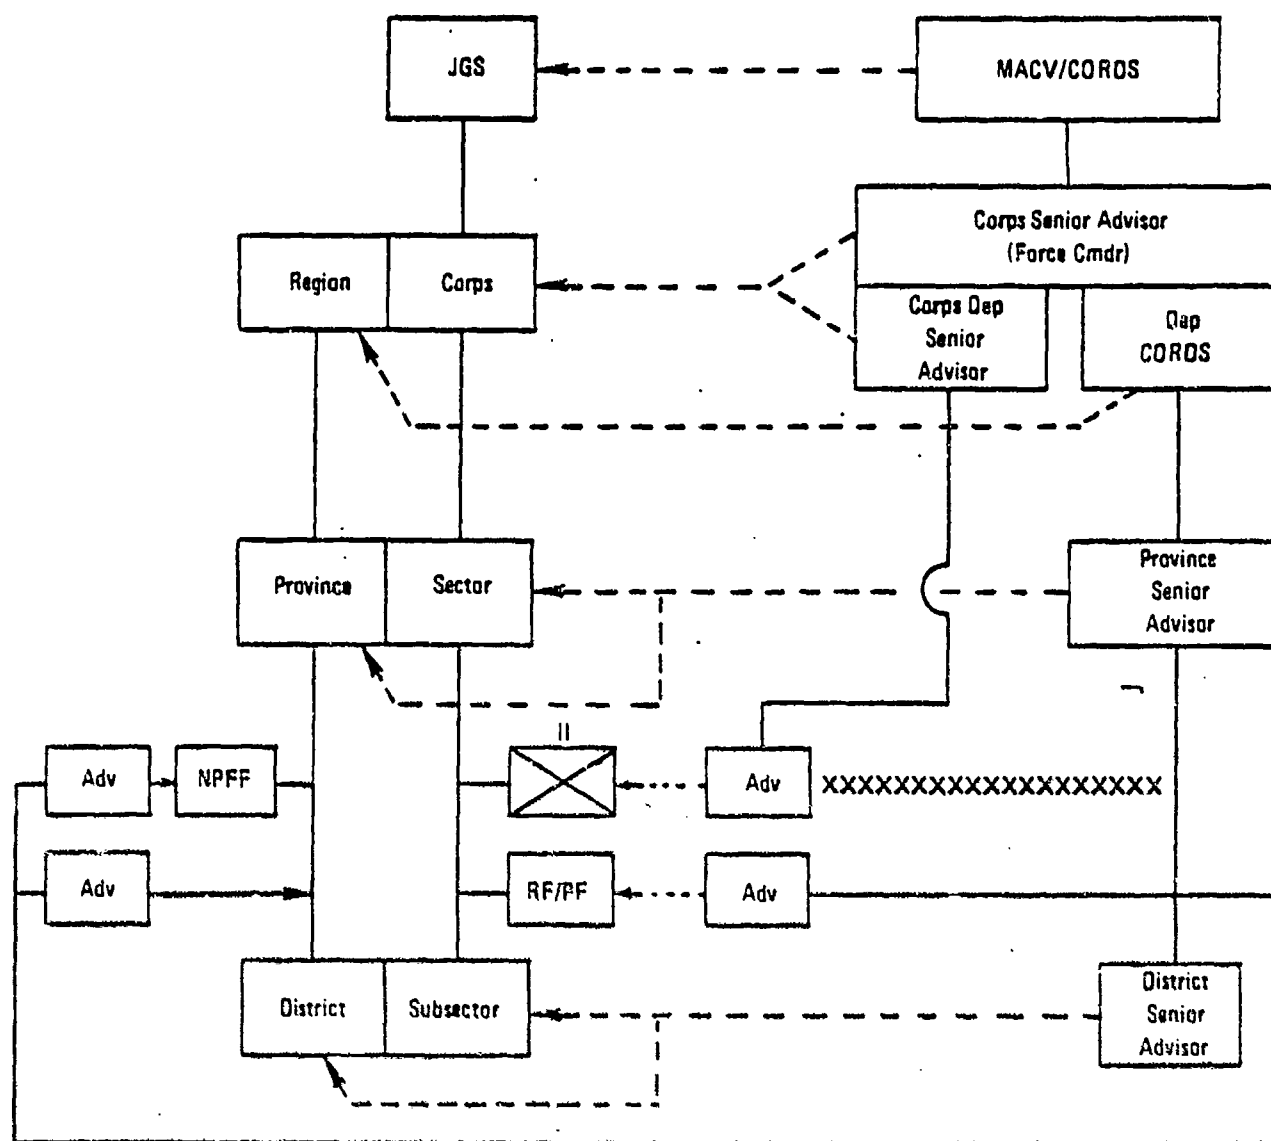 JGS
MACV/CORDS
Corps Senior Advisor
(Force Cmdr)
Region
Corps
Corps Dep
Senior
Advisor
Dep
CORDS
Province
Sector
Province
Senior
Advisor
II
Adv
NPFF
Adv
XXXXXXXXXXXXXXXXXXX
Adv
RF/PF
Adv
District
Subsector
District
Senior
Advisor